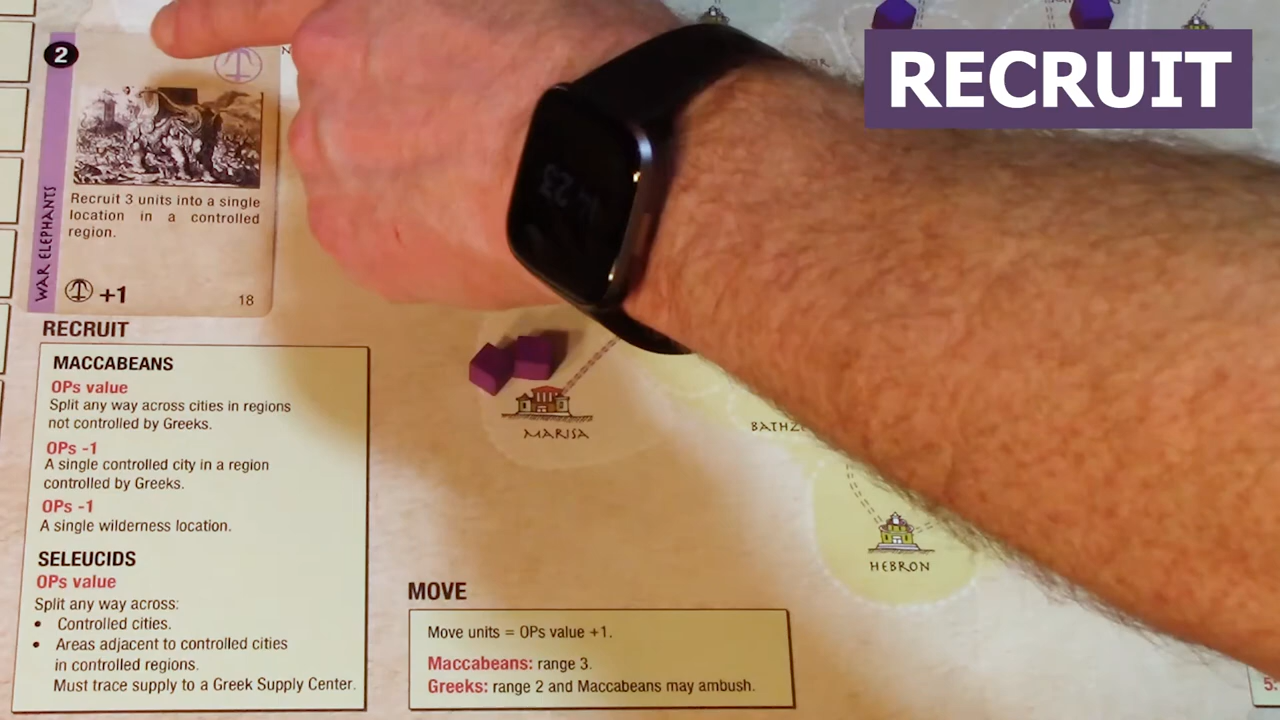 RECRUIT
2
WAR ELEPHANTS
Recruit 3 units into a single
location in a controlled
region.
+1
18
RECRUIT
MACCABEANS
OPs value
Split any way across cities in regions
not controlled by Greeks.
OPs -1
A single controlled city in a region
controlled by Greeks.
OPs -1
A single wilderness location.
SELEUCIDS
OPs value
Split any way across:
• Controlled cities.
• Areas adjacent to controlled cities
in controlled regions.
Must trace supply to a Greek Supply Center.
MARISA
HEBRON
MOVE
Move units = OPs value +1.
Maccabeans: range 3.
Greeks: range 2 and Maccabeans may ambush.